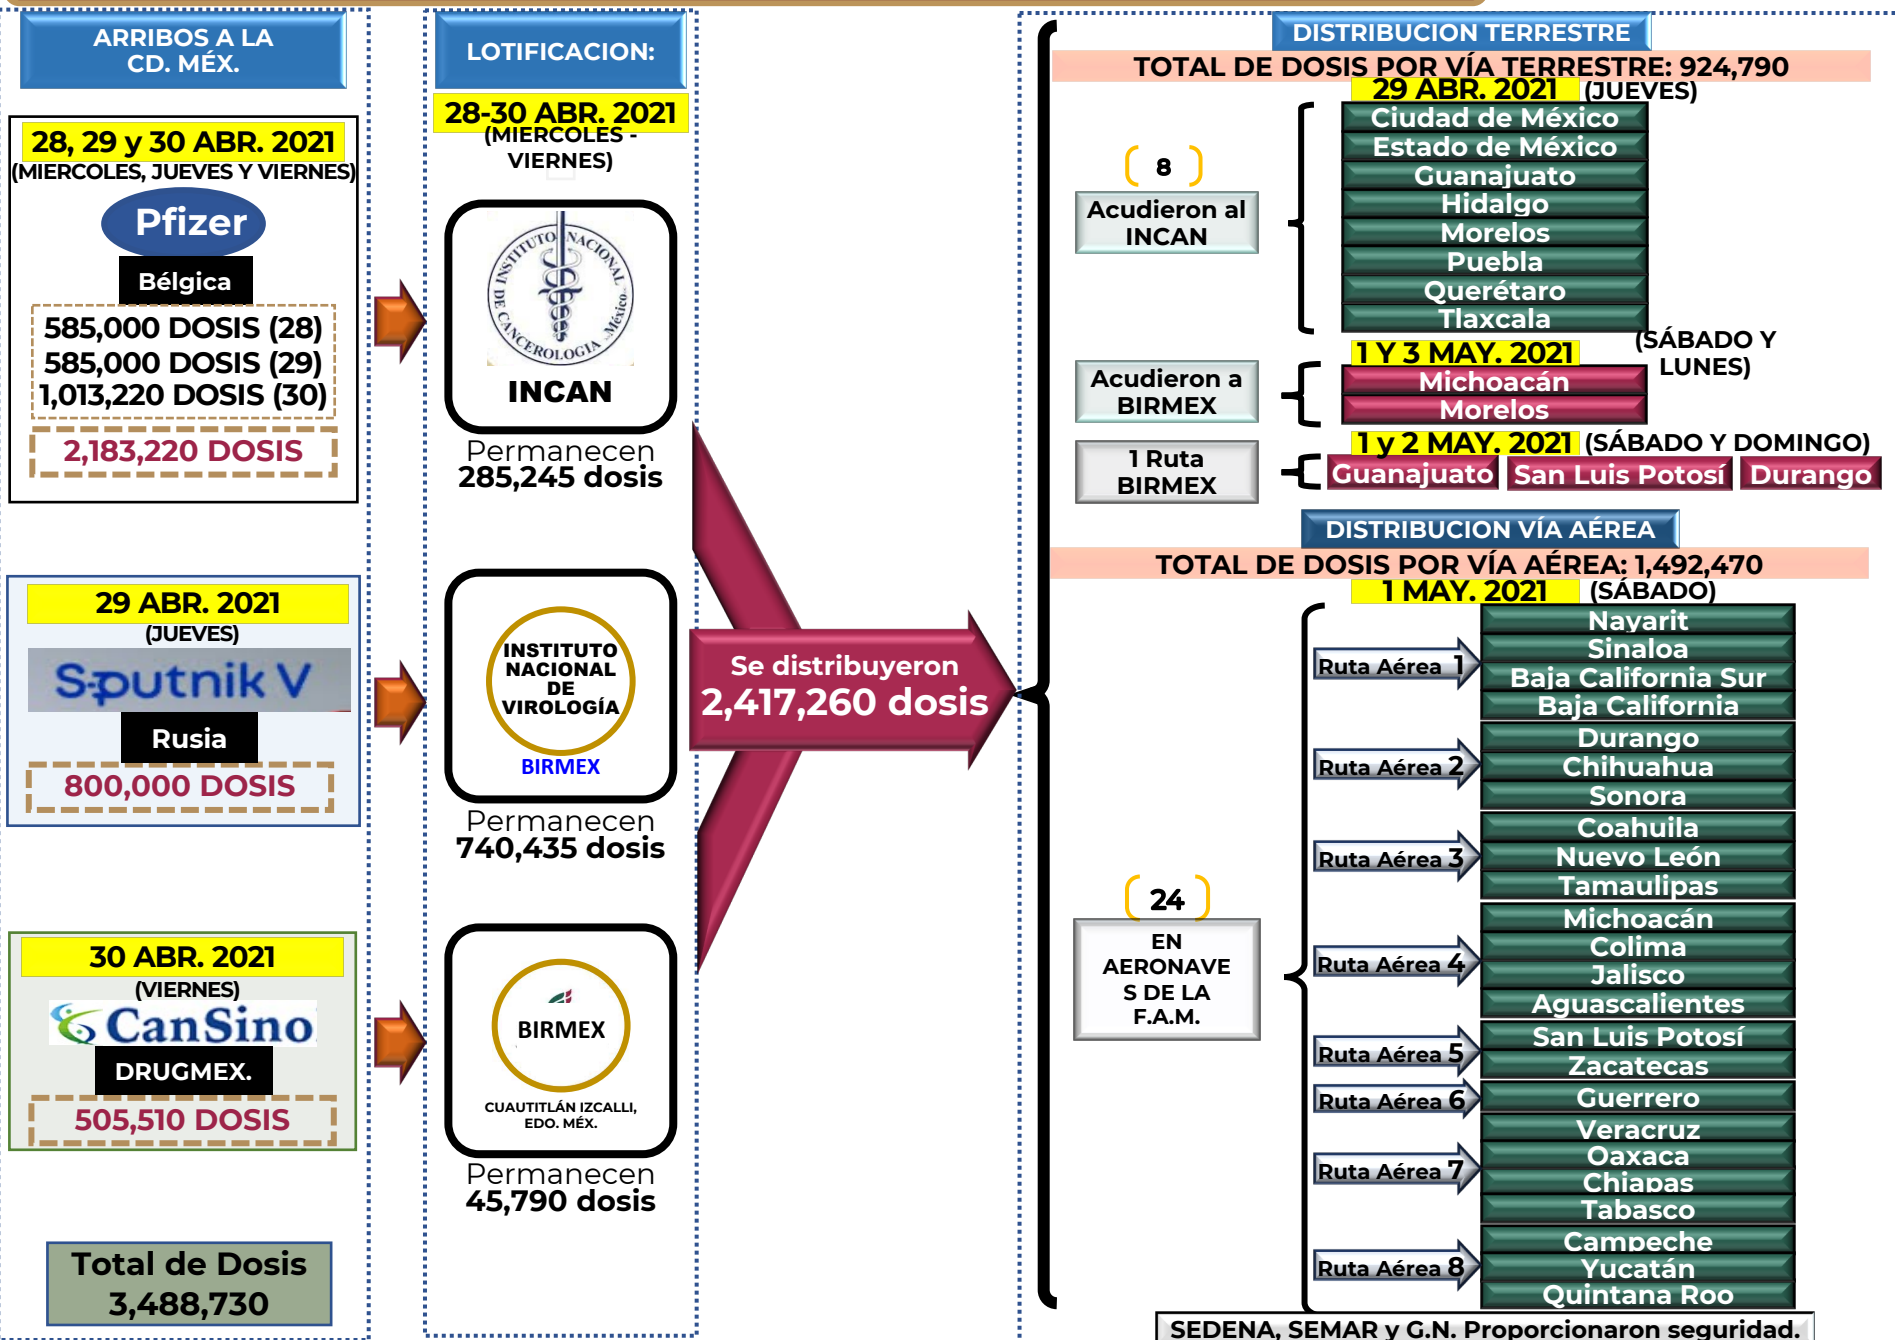 ARRIBOS A LA
CD. MÉX.
28, 29 y 30 ABR. 2021
(MIERCOLES, JUEVES Y VIERNES)
Pfizer
Bélgica
585,000 DOSIS (28)
585,000 DOSIS (29)
1,013,220 DOSIS (30)
2,183,220 DOSIS
29 ABR. 2021
(JUEVES)
Sputnik V
Rusia
800,000 DOSIS
30 ABR. 2021
(VIERNES)
CanSino
DRUGMEX.
505,510 DOSIS
Total de Dosis
3,488,730
LOTIFICACION:
28-30 ABR. 2021
(MIERCOLES -
VIERNES)
INSTITUTO NACIONAL DE CANCEROLOGIA México
INCAN
Permanecen
285,245 dosis
INSTITUTO
NACIONAL
DE
VIROLOGÍA
BIRMEX
Permanecen
740,435 dosis
BIRMEX
CUAUTITLÁN IZCALLI,
EDO. MÉX.
Permanecen
45,790 dosis
Se distribuyeron
2,417,260 dosis
DISTRIBUCION TERRESTRE
TOTAL DE DOSIS POR VÍA TERRESTRE: 924,790
29 ABR. 2021 (JUEVES)
8
Acudieron al
INCAN
Ciudad de México
Estado de México
Guanajuato
Hidalgo
Morelos
Puebla
Querétaro
Tlaxcala
1 Y 3 MAY. 2021 (SÁBADO Y
LUNES)
Acudieron a
BIRMEX
Michoacán
Morelos
1 y 2 MAY. 2021 (SÁBADO Y DOMINGO)
1 Ruta
BIRMEX
Guanajuato San Luis Potosí Durango
DISTRIBUCION VÍA AÉREA
TOTAL DE DOSIS POR VÍA AÉREA: 1,492,470
1 MAY. 2021 (SÁBADO)
24
EN
AERONAVE
S DE LA
F.A.M.
Ruta Aérea 1
Nayarit
Sinaloa
Baja California Sur
Baja California
Ruta Aérea 2
Durango
Chihuahua
Sonora
Ruta Aérea 3
Coahuila
Nuevo León
Tamaulipas
Ruta Aérea 4
Michoacán
Colima
Jalisco
Aguascalientes
Ruta Aérea 5
San Luis Potosí
Zacatecas
Ruta Aérea 6
Guerrero
Ruta Aérea 7
Veracruz
Oaxaca
Chiapas
Tabasco
Ruta Aérea 8
Campeche
Yucatán
Quintana Roo
SEDENA, SEMAR y G.N. Proporcionaron seguridad.